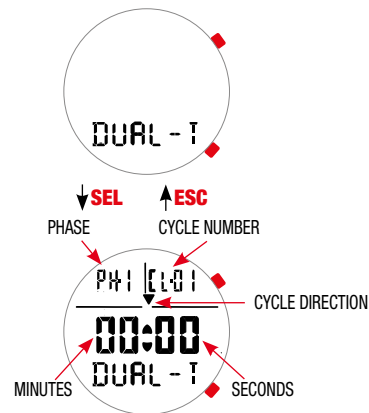 DUAL-T
SEL ESC
PHASE CYCLE NUMBER
PH1 CL01
CYCLE DIRECTION
00:00
MINUTES DUAL-T SECONDS